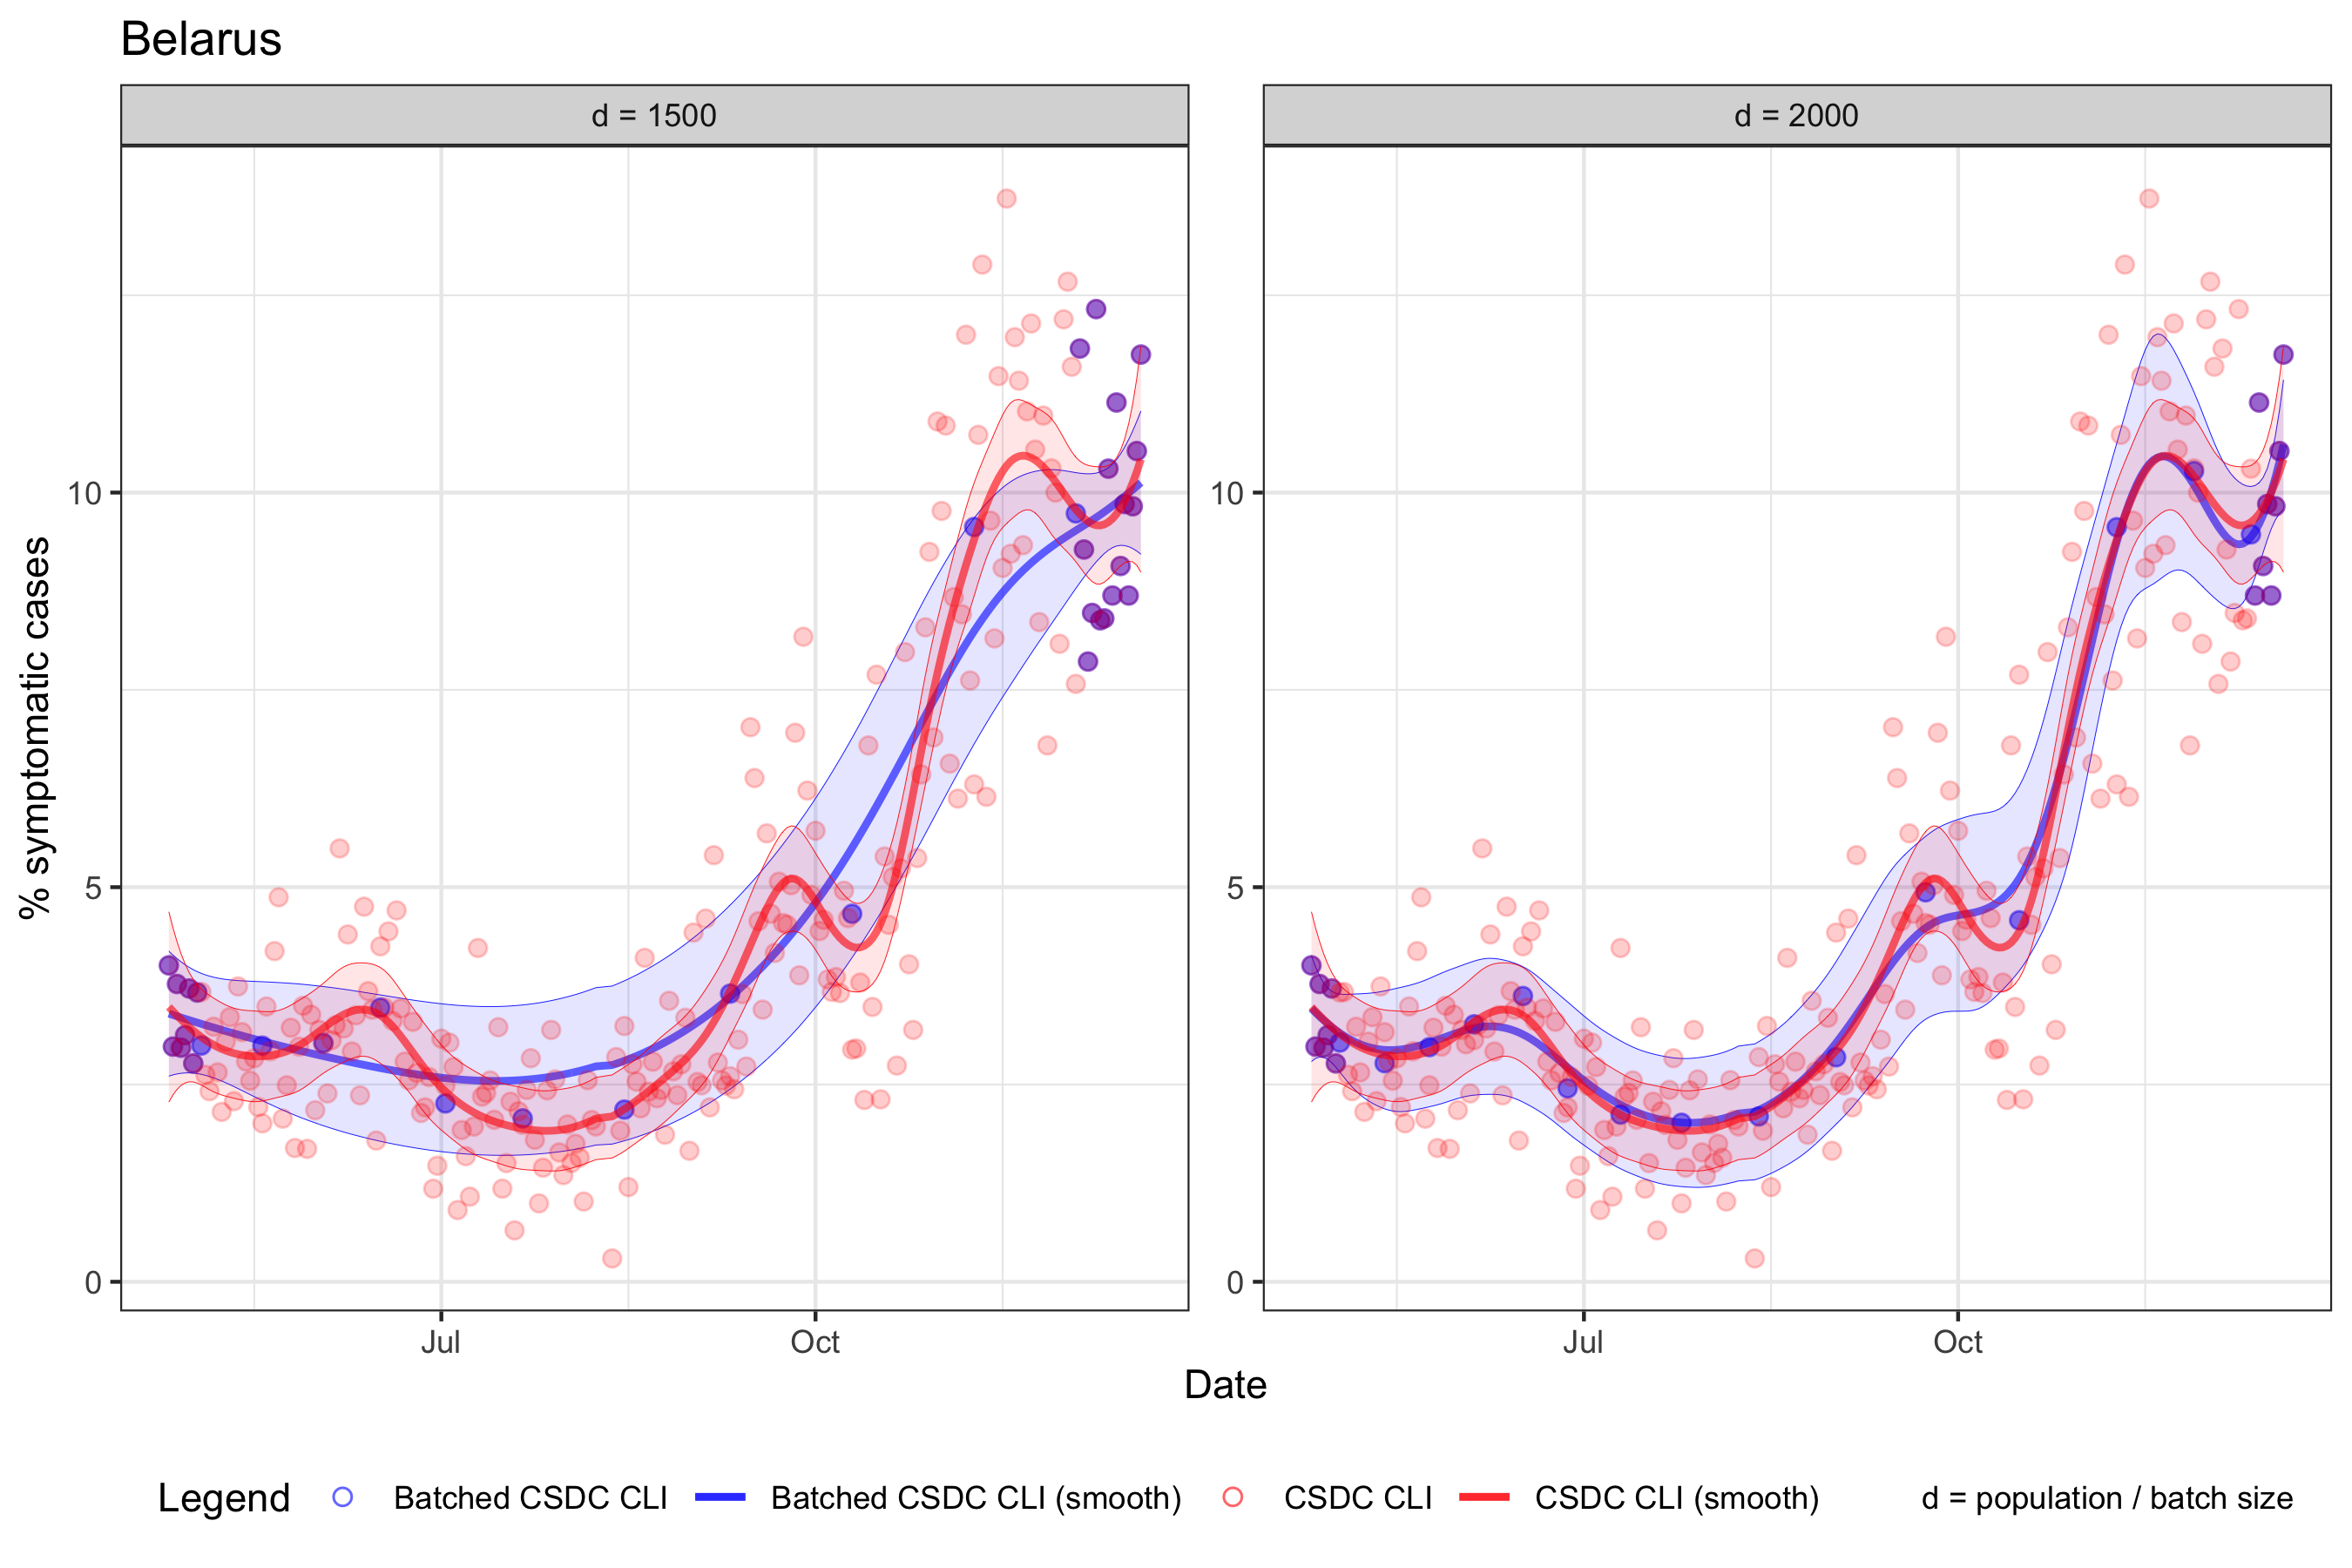 Belarus
d = 1500
d = 2000
% symptomatic cases
10
5
0
10
5
0
Jul
Oct
Jul
Oct
Date
Legend
Batched CSDC CLI
Batched CSDC CLI (smooth)
CSDC CLI
CSDC CLI (smooth)
d = population / batch size